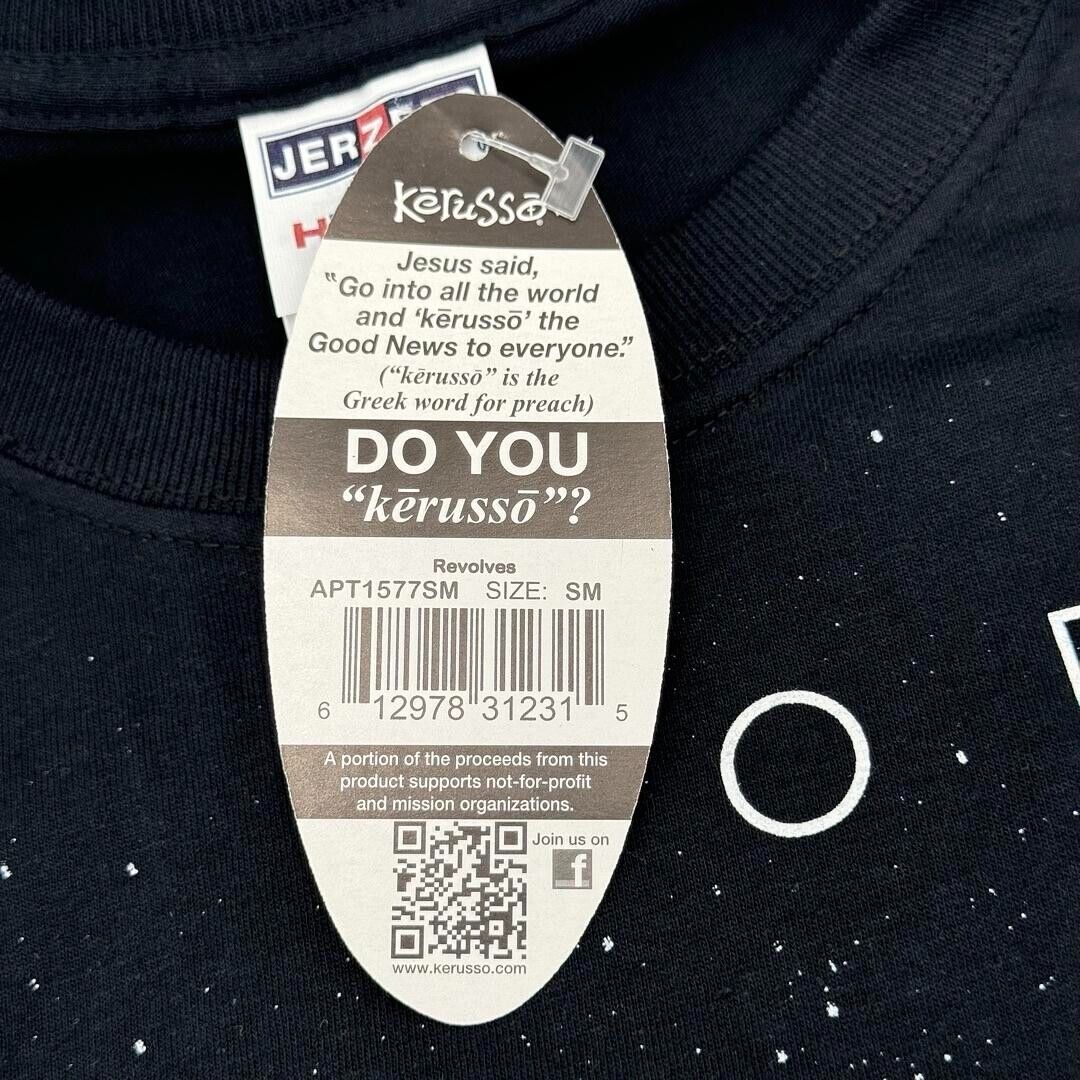 JERZ
kērussō®
Jesus said,
"Go into all the world
and ‘kērussō’ the
Good News to everyone."
(“kērussō” is the
Greek word for preach)
DO YOU
“kērussō”?
Revolves
APT1577SM SIZE: SM
6 12978 31231 5
A portion of the proceeds from this
product supports not-for-profit
and mission organizations.
Join us on
f
www.kerusso.com